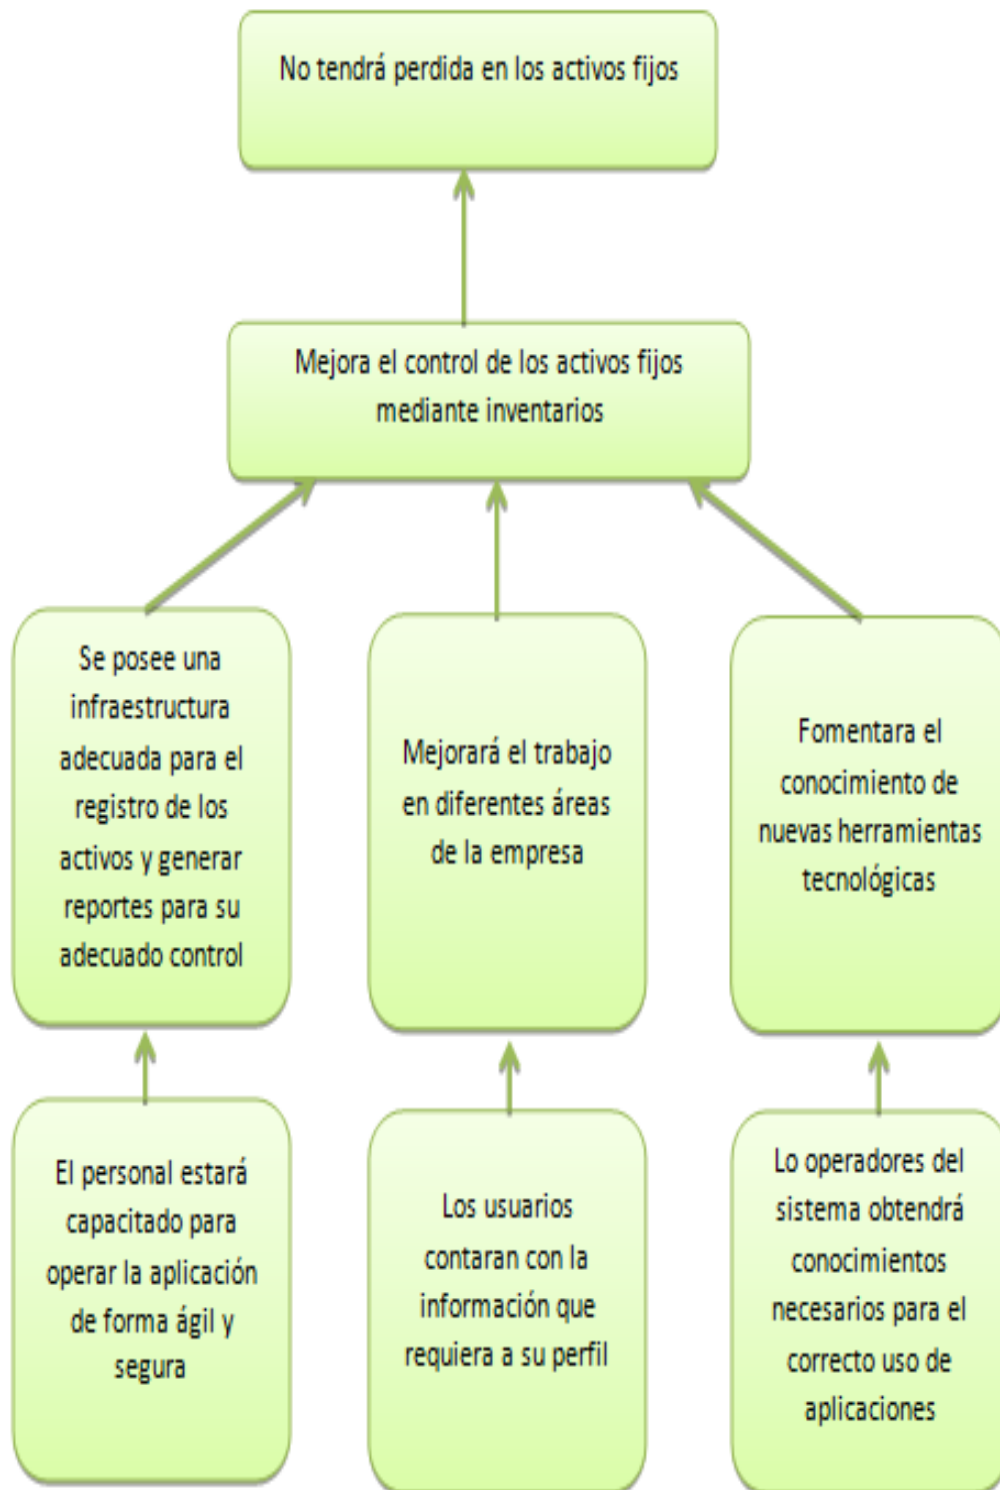 No tendrá perdida en los activos fijos
Mejora el control de los activos fijos
mediante inventarios
Se posee una
infraestructura
adecuada para el
registro de los
activos y generar
reportes para su
adecuado control
Mejorará el trabajo
en diferentes áreas
de la empresa
Fomentara el
conocimiento de
nuevas herramientas
tecnológicas
El personal estará
capacitado para
operar la aplicación
de forma ágil y
segura
Los usuarios
contaran con la
información que
requiera a su perfil
Lo operadores del
sistema obtendrá
conocimientos
necesarios para el
correcto uso de
aplicaciones